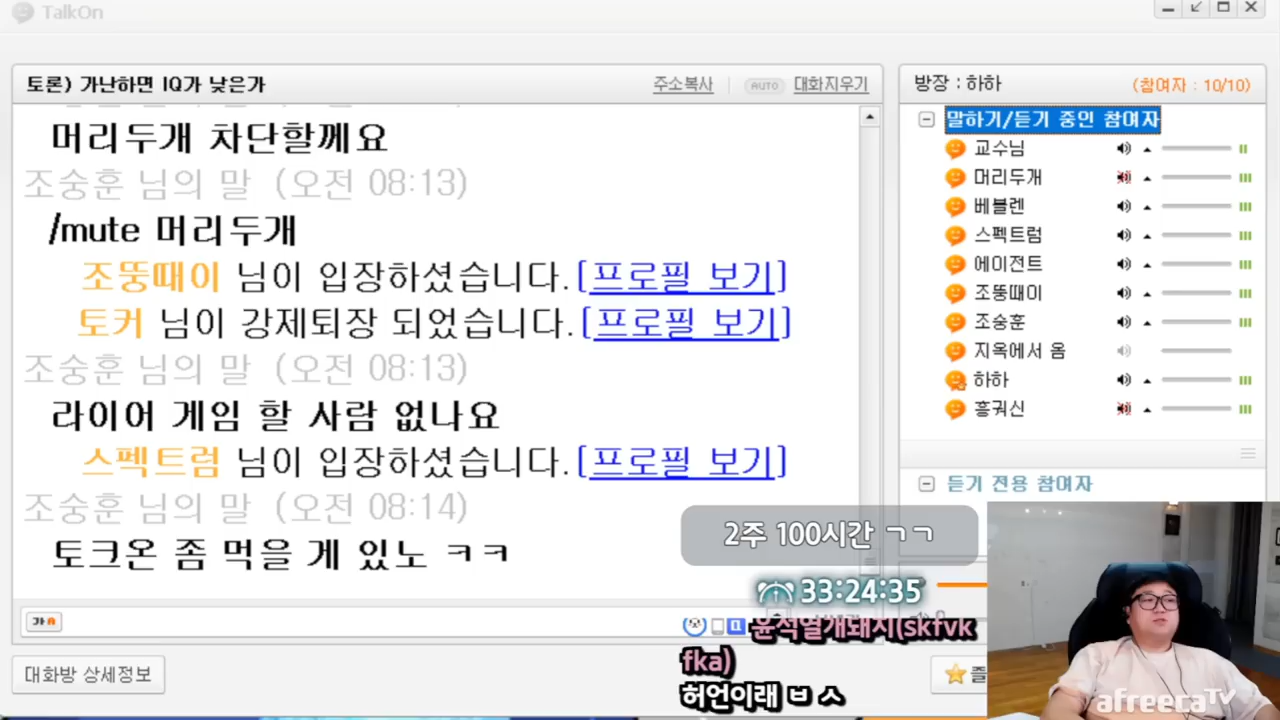 TalkOn
토론) 가난하면 IQ가 낮은가
주소복사
AUTO
대화지우기
머리두개 차단할께요
조숭훈 님의 말 (오전 08:13)
/mute 머리두개
조뚱때이 님이 입장하셨습니다.[프로필 보기]
토커 님이 강제퇴장 되었습니다.[프로필 보기]
조숭훈 님의 말 (오전 08:13)
라이어 게임 할 사람 없나요
스펙트럼 님이 입장하셨습니다.[프로필 보기]
조숭훈 님의 말 (오전 08:14)
토크온 좀 먹을 게 있노 ㅋㅋ
가
대화방 상세정보
방장 : 하하
(참여자 : 10/10)
말하기/듣기 중인 참여자
교수님
머리두개
베블렌
스펙트럼
에이전트
조뚱때이
조숭훈
지옥에서 옴
하하
흥궈신
듣기 전용 참여자
2주 100시간 ㄱㄱ
33:24:35
윤석열개돼지(skfvk
fka)
허언이래 ㅂ ㅅ
즐
afreecaTV